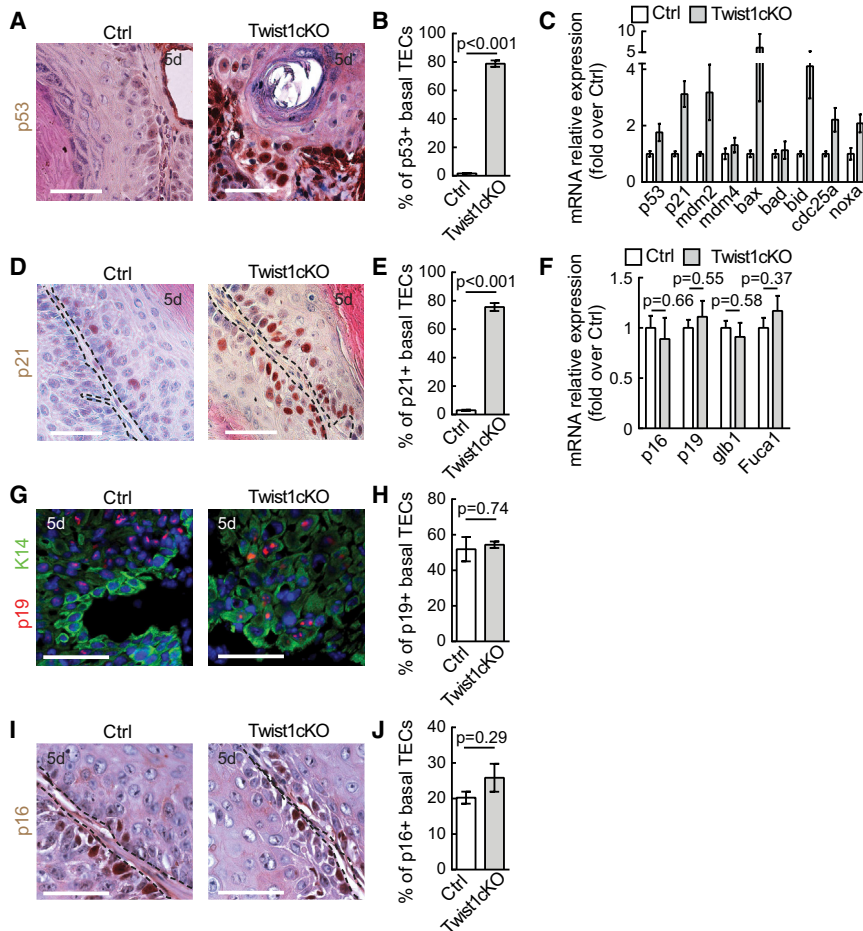 A
Ctrl
Twist1cKO
p53
5d
5d
B
p<0.001
% of p53+ basal TECs
100
80
60
40
20
0
Ctrl
Twist1cKO
C
Ctrl
Twist1cKO
mRNA relative expression
(fold over Ctrl)
10
5
4
2
0
p53
p21
mdm2
mdm4
bax
bad
bid
cdc25a
noxa
D
Ctrl
Twist1cKO
p21
5d
5d
E
p<0.001
% of p21+ basal TECs
100
80
60
40
20
0
Ctrl
Twist1cKO
F
Ctrl
Twist1cKO
p=0.66
p=0.55
p=0.58
p=0.37
mRNA relative expression
(fold over Ctrl)
1.5
1
0.5
0
p16
p19
glb1
Fuca1
G
Ctrl
Twist1cKO
p19 K14
5d
5d
H
p=0.74
% of p19+ basal TECs
80
60
40
20
0
Ctrl
Twist1cKO
I
Ctrl
Twist1cKO
p16
5d
5d
J
p=0.29
% of p16+ basal TECs
40
30
20
10
0
Ctrl
Twist1cKO